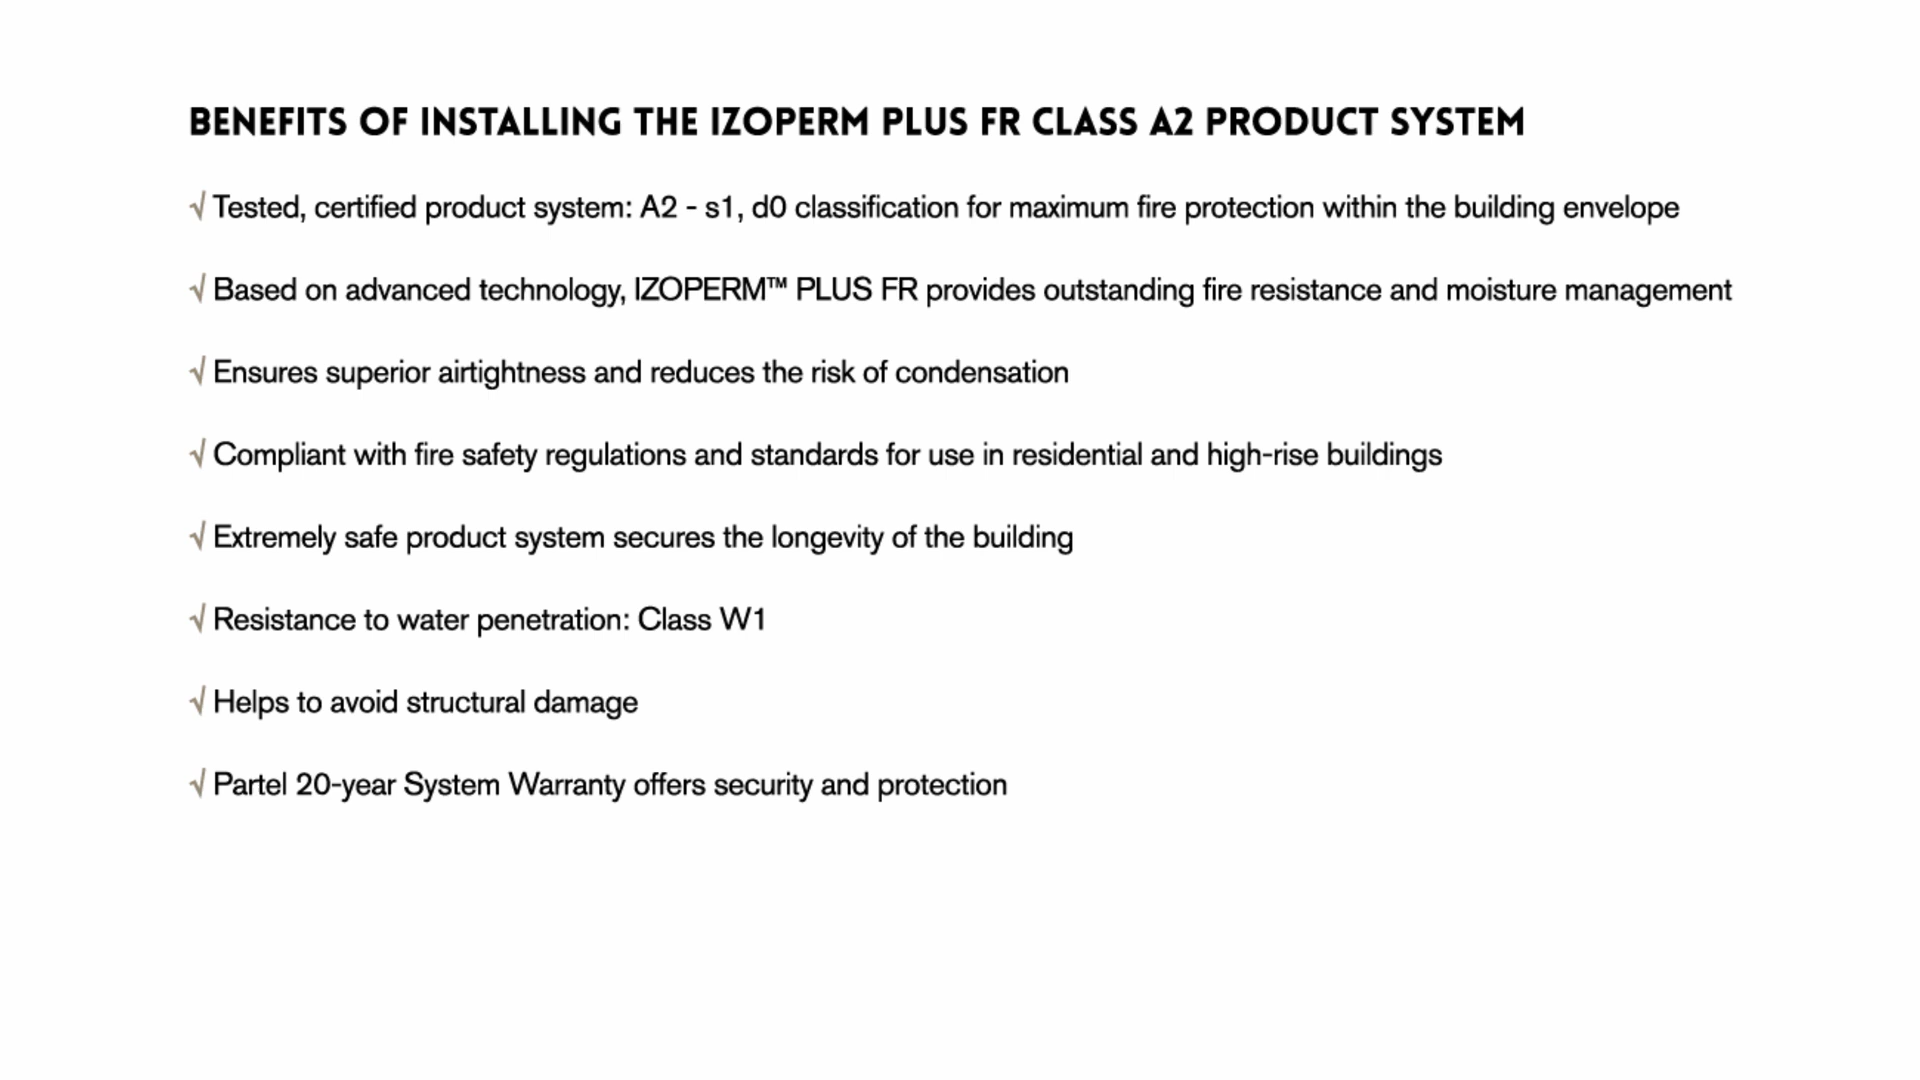 BENEFITS OF INSTALLING THE IZOPERM PLUS FR CLASS A2 PRODUCT SYSTEM
√ Tested, certified product system: A2 - s1, d0 classification for maximum fire protection within the building envelope
√ Based on advanced technology, IZOPERM™ PLUS FR provides outstanding fire resistance and moisture management
√ Ensures superior airtightness and reduces the risk of condensation
√ Compliant with fire safety regulations and standards for use in residential and high-rise buildings
√ Extremely safe product system secures the longevity of the building
√ Resistance to water penetration: Class W1
√ Helps to avoid structural damage
√ Partel 20-year System Warranty offers security and protection